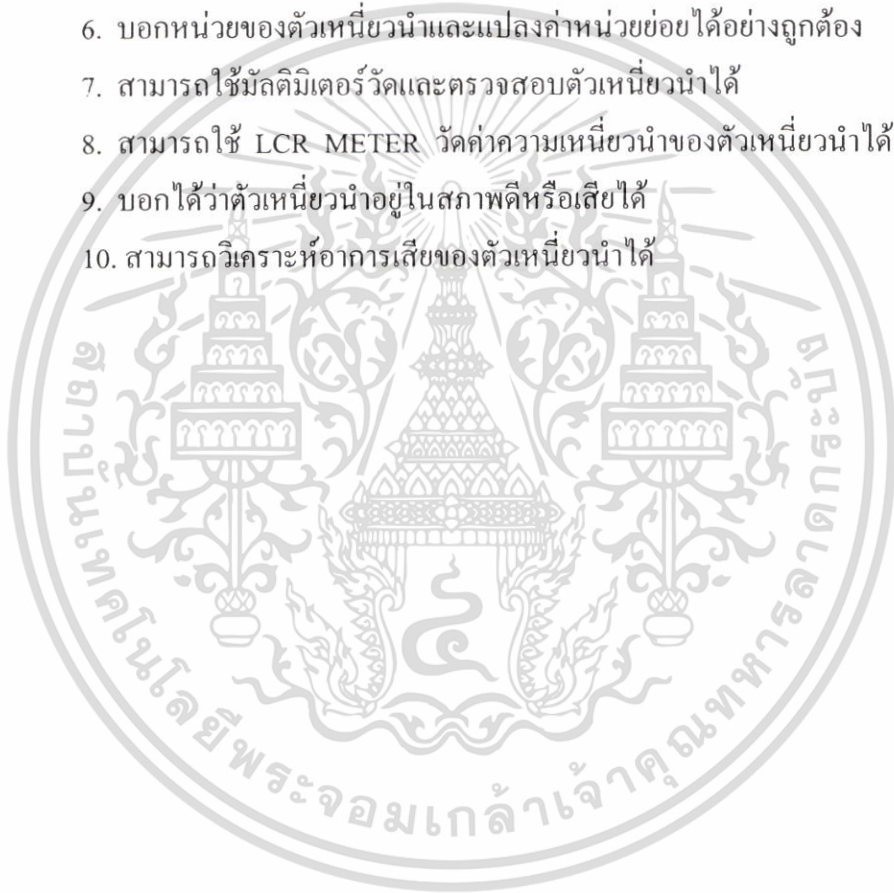 6. บอกหน่วยของตัวเหนี่ยวนำและแปลงค่าหน่วยย่อยได้อย่างถูกต้อง
7. สามารถใช้มัลติมิเตอร์วัดและตรวจสอบตัวเหนี่ยวนำได้
8. สามารถใช้ LCR METER วัดค่าความเหนี่ยวนำของตัวเหนี่ยวนำได้
9. บอกได้ว่าตัวเหนี่ยวนำอยู่ในสภาพดีหรือเสียได้
10. สามารถวิเคราะห์อาการเสียของตัวเหนี่ยวนำได้
สถาบันเทคโนโลยีพระจอมเกล้าเจ้าคุณทหารลาดกระบัง
๔